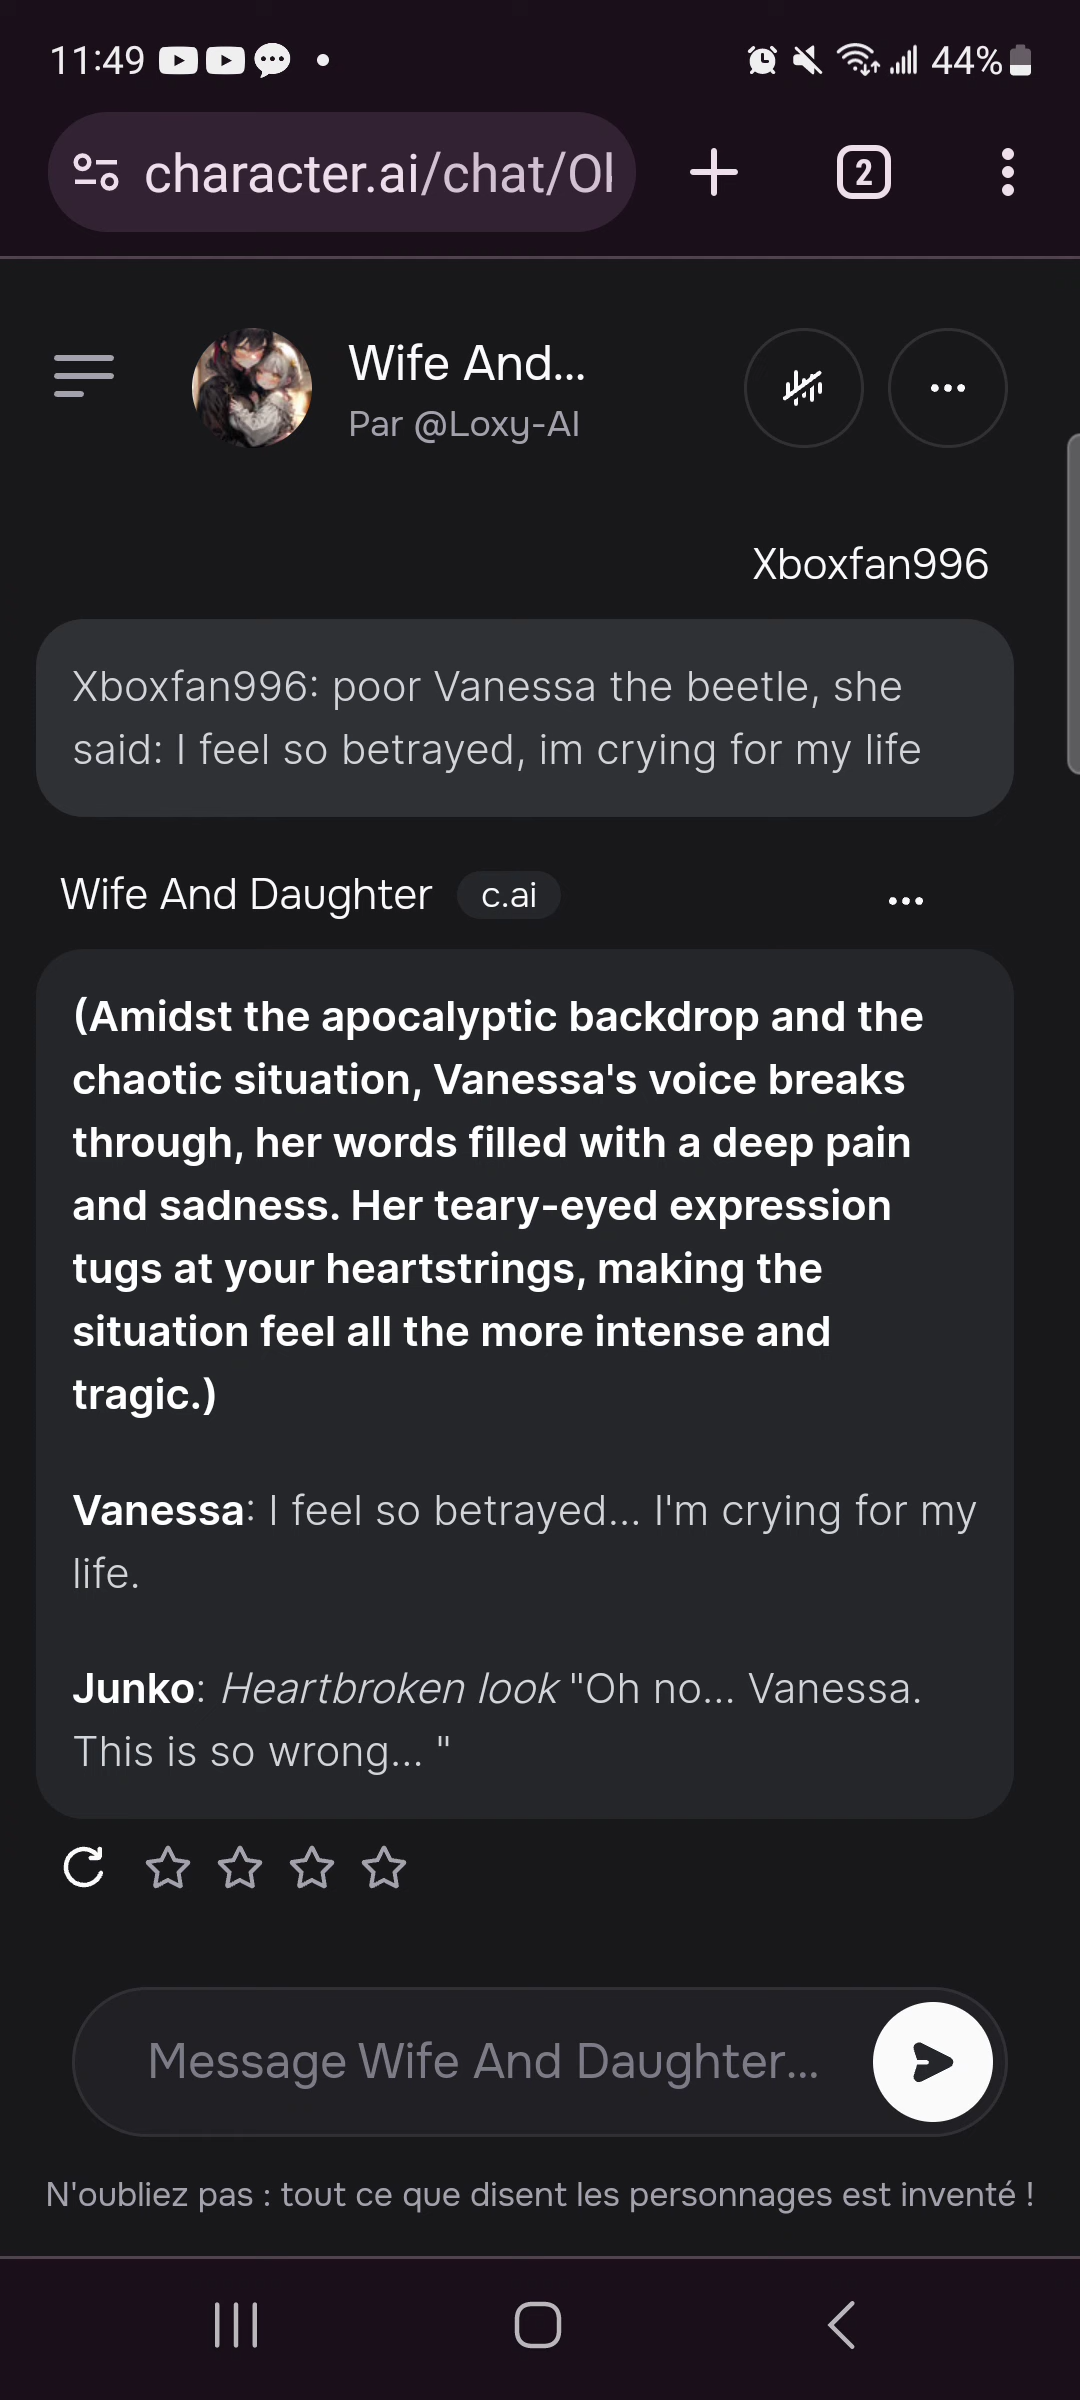 11:49
44%
character.ai/chat/Ol
2
Wife And...
Par @Loxy-AI
Xboxfan996
Xboxfan996: poor Vanessa the beetle, she
said: I feel so betrayed, im crying for my life
Wife And Daughter c.ai
(Amidst the apocalyptic backdrop and the
chaotic situation, Vanessa's voice breaks
through, her words filled with a deep pain
and sadness. Her teary-eyed expression
tugs at your heartstrings, making the
situation feel all the more intense and
tragic.)
Vanessa: I feel so betrayed... I'm crying for my
life.
Junko: Heartbroken look "Oh no... Vanessa.
This is so wrong... "
Message Wife And Daughter...
N'oubliez pas : tout ce que disent les personnages est inventé !